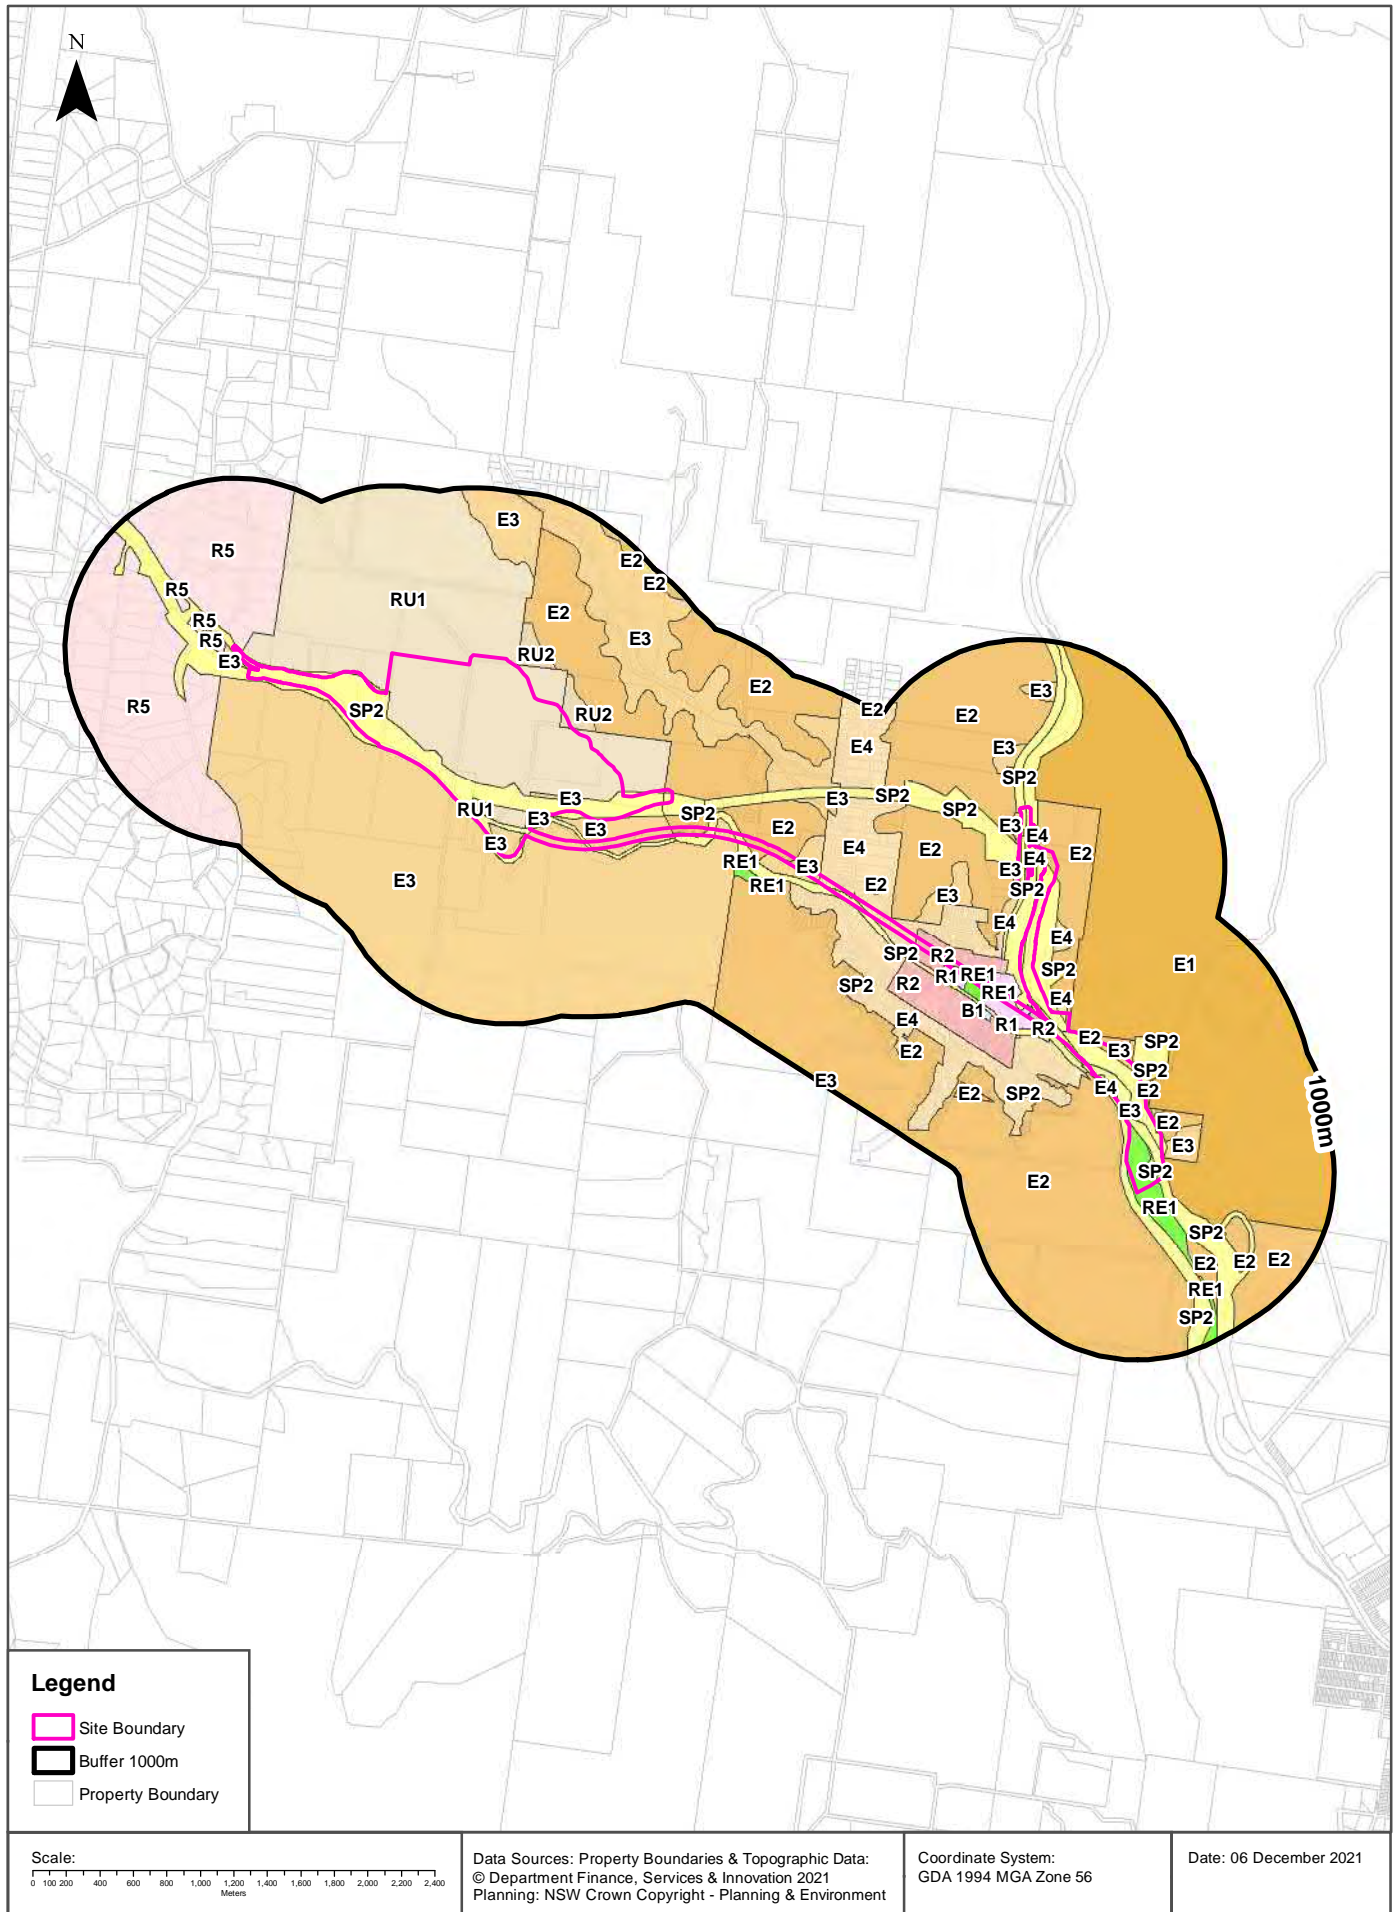 N
E3
R5
E2
E2
R5
RU1
E2
R5
E3
R5
E3
RU2
E2
E3
R5
SP2
RU2
E2
E2
E4
E3
SP2
E3
E3
SP2
SP2
RU1
SP2
E3
E3
E2
E3
E4
E3
E4
E2
E2
E4
E3
RE1
E3
E3
E3
RE1
E2
SP2
E3
E4
E4
SP2
R2
E1
SP2
R1
RE1
SP2
R2
RE1
E4
B1
R1
R2
E4
E2
E3
SP2
E2
SP2
E3
E2
SP2
E4
E2
E3
E2
E3
SP2
E2
RE1
SP2
E2
E2
E2
RE1
SP2
1000m
Legend
Site Boundary
Buffer 1000m
Property Boundary
Scale:
0 100 200 400 600 800 1,000 1,200 1,400 1,600 1,800 2,000 2,200 2,400
Meters
Data Sources: Property Boundaries & Topographic Data:
© Department Finance, Services & Innovation 2021
Planning: NSW Crown Copyright - Planning & Environment
Coordinate System:
GDA 1994 MGA Zone 56
Date: 06 December 2021